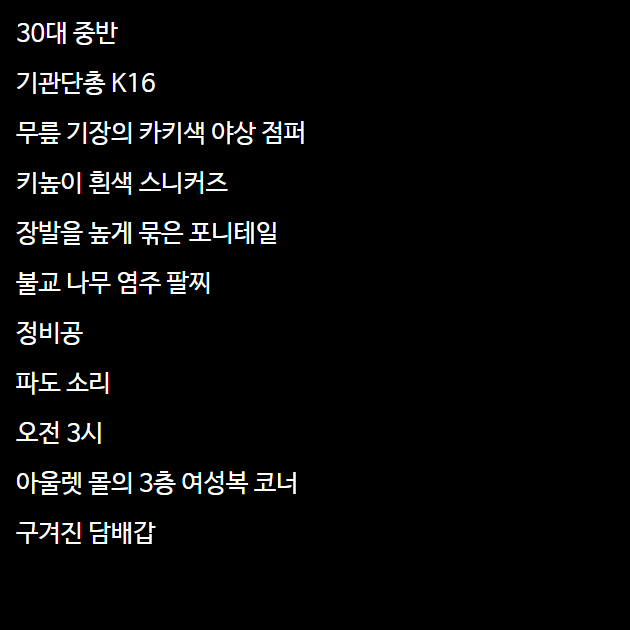 30대 중반
기관단총 K16
무릎 기장의 카키색 야상 점퍼
키높이 흰색 스니커즈
장발을 높게 묶은 포니테일
불교 나무 염주 팔찌
정비공
파도 소리
오전 3시
아울렛 몰의 3층 여성복 코너
구겨진 담배갑